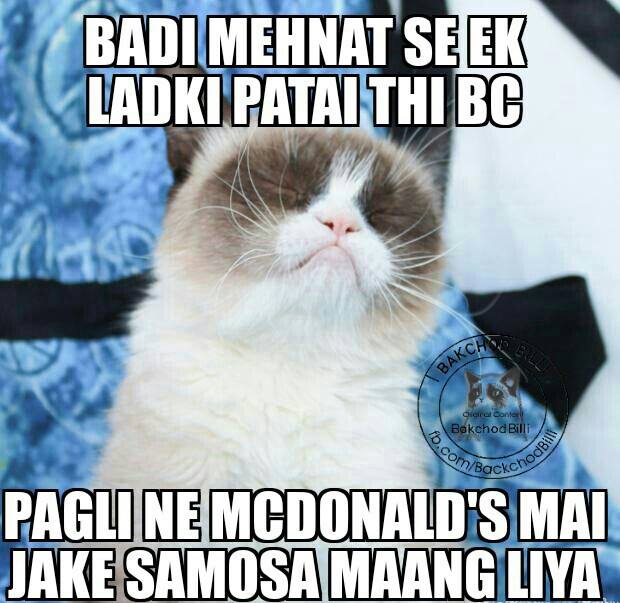 BADI MEHNAT SE EK
LADKI PATAI THI BC
BAKCHOD BILLI
Original Content
BakchodBilli
fb.com/BackchodBilli
PAGLI NE MCDONALD'S MAI
JAKE SAMOSA MAANG LIYA